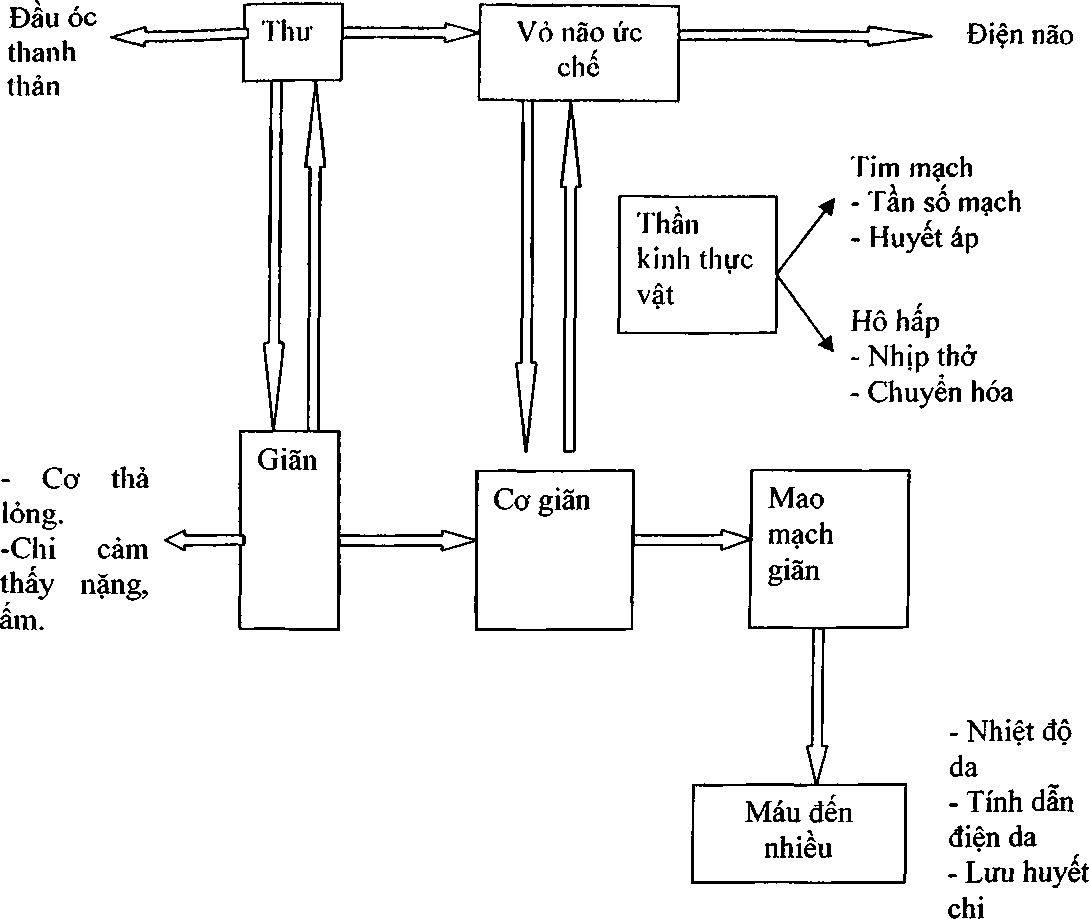 Đầu óc
thanh
thản
Thư
Vỏ não ức
chế
Điện não
Thần
kinh thực
vật
Tim mạch
- Tần số mạch
- Huyết áp
Hô hấp
- Nhịp thở
- Chuyển hóa
- Cơ thả
lỏng.
-Chi cảm
thấy nặng,
ấm.
Giãn
Cơ giãn
Mao
mạch
giãn
Máu đến
nhiều
- Nhiệt độ
da
- Tính dẫn
điện da
- Lưu huyết
chi